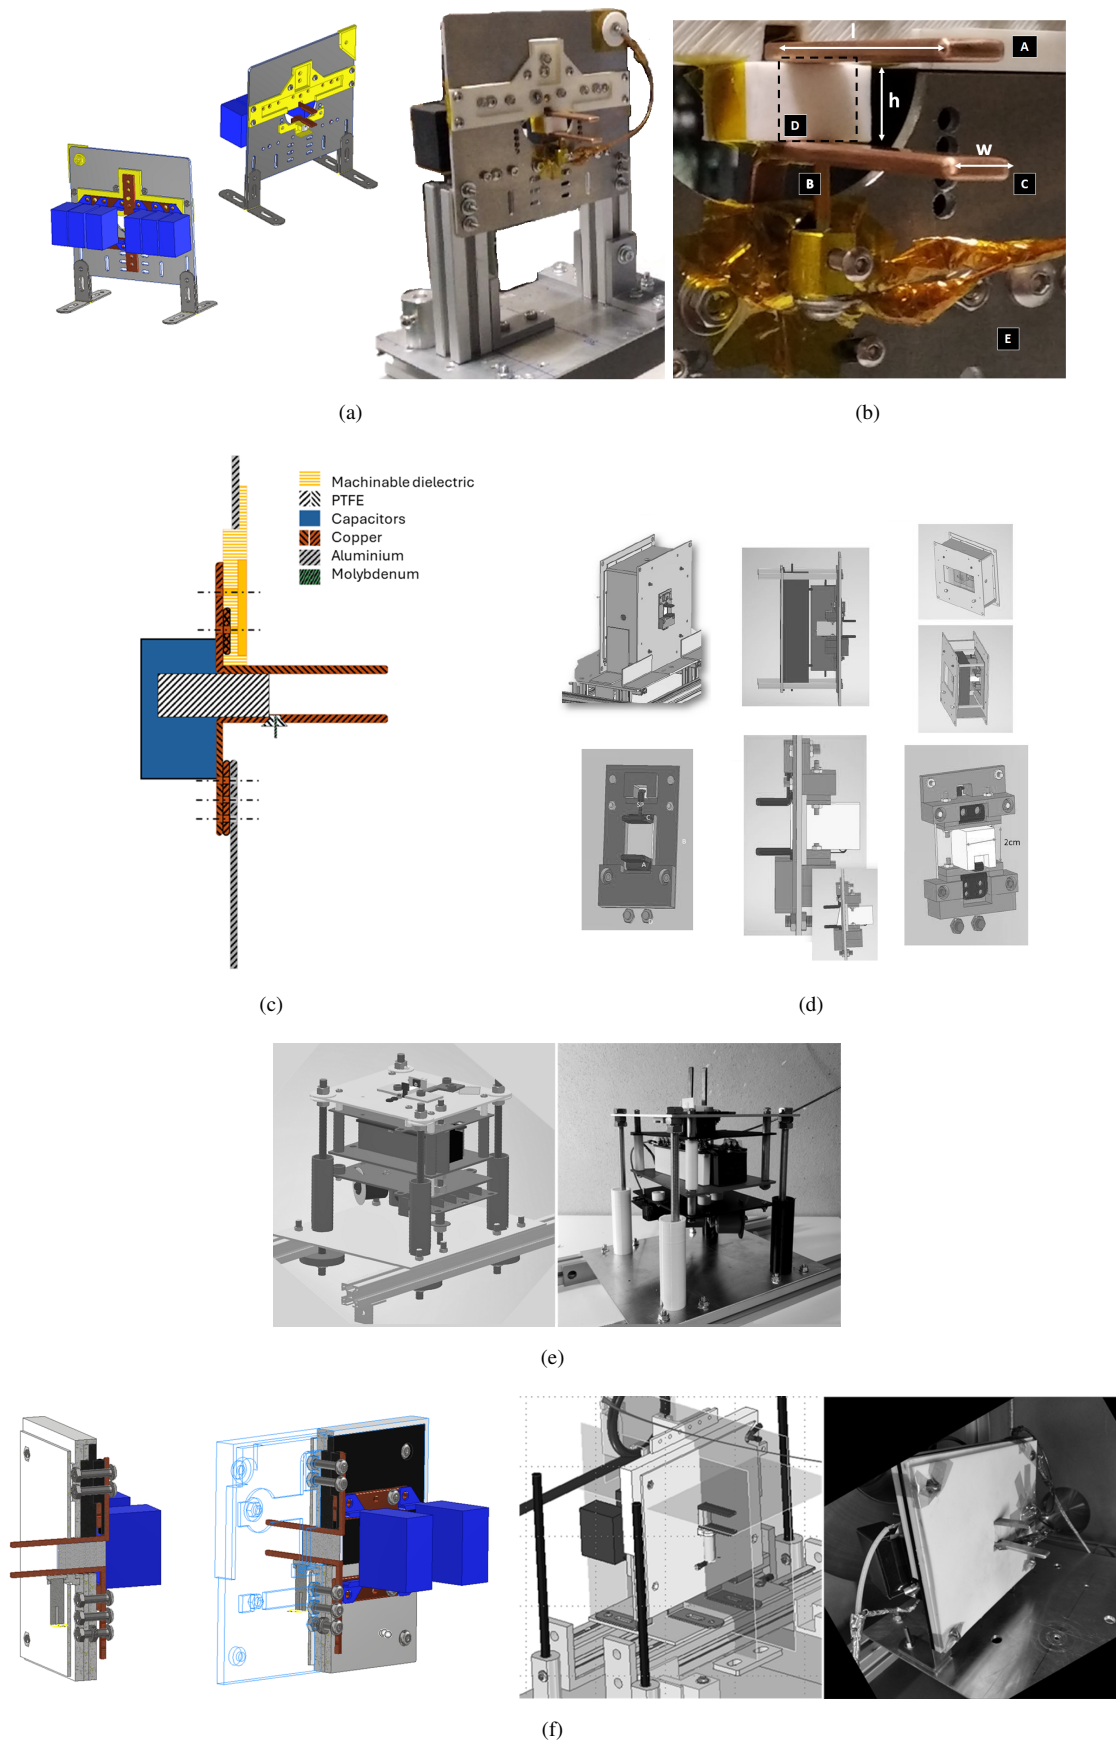 l
A
h
D
w
B
C
E
(a)
(b)
Machinable dielectric
PTFE
Capacitors
Copper
Aluminium
Molybdenum
A
2cm
(c)
(d)
(e)
(f)